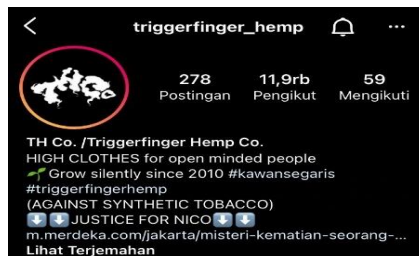 triggerfinger_hemp
278 11,9rb 59
Postingan Pengikut Mengikuti
TH Co. /Triggerfinger Hemp Co.
HIGH CLOTHES for open minded people
🌱Grow silently since 2010 #kawansegaris
#triggerfingerhemp
(AGAINST SYNTHETIC TOBACCO)
⬇️⬇️JUSTICE FOR NICO⬇️⬇️
m.merdeka.com/jakarta/misteri-kematian-seorang-...
Lihat Terjemahan